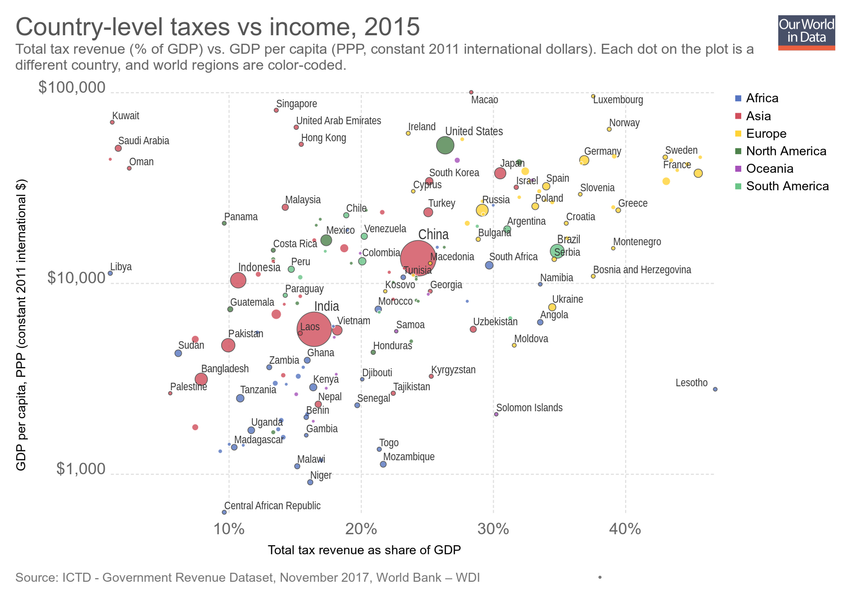 Country-level taxes vs income, 2015
Our World
in Data
Total tax revenue (% of GDP) vs. GDP per capita (PPP, constant 2011 international dollars). Each dot on the plot is a
different country, and world regions are color-coded.
$100,000
Macao
Luxembourg
Africa
Singapore
Kuwait
United Arab Emirates
Asia
Ireland
United States
Norway
Hong Kong
Europe
Saudi Arabia
Germany
Sweden
North America
Oman
South Korea
Japan
France
Oceania
Cyprus
Israel
Spain
Slovenia
South America
Malaysia
Chile
Turkey
Russia
Poland
Greece
Panama
Mexico
Venezuela
Argentina
Croatia
China
Bulgaria
Brazil
Montenegro
Costa Rica
Colombia
Macedonia
South Africa
Serbia
Libya
Indonesia
Peru
Tunisia
Bosnia and Herzegovina
$10,000
Kosovo
Georgia
Namibia
Paraguay
Guatemala
Morocco
Ukraine
India
Angola
Laos
Vietnam
Samoa
Uzbekistan
Pakistan
Sudan
Honduras
Moldova
Ghana
Zambia
Bangladesh
Djibouti
Kyrgyzstan
Kenya
Lesotho
Palestine
Tanzania
Nepal
Senegal
Tajikistan
Benin
Solomon Islands
Uganda
Gambia
Madagascar
Togo
Malawi
Mozambique
$1,000
Niger
Central African Republic
10%
20%
30%
40%
GDP per capita, PPP (constant 2011 international $)
Total tax revenue as share of GDP
Source: ICTD - Government Revenue Dataset, November 2017, World Bank – WDI